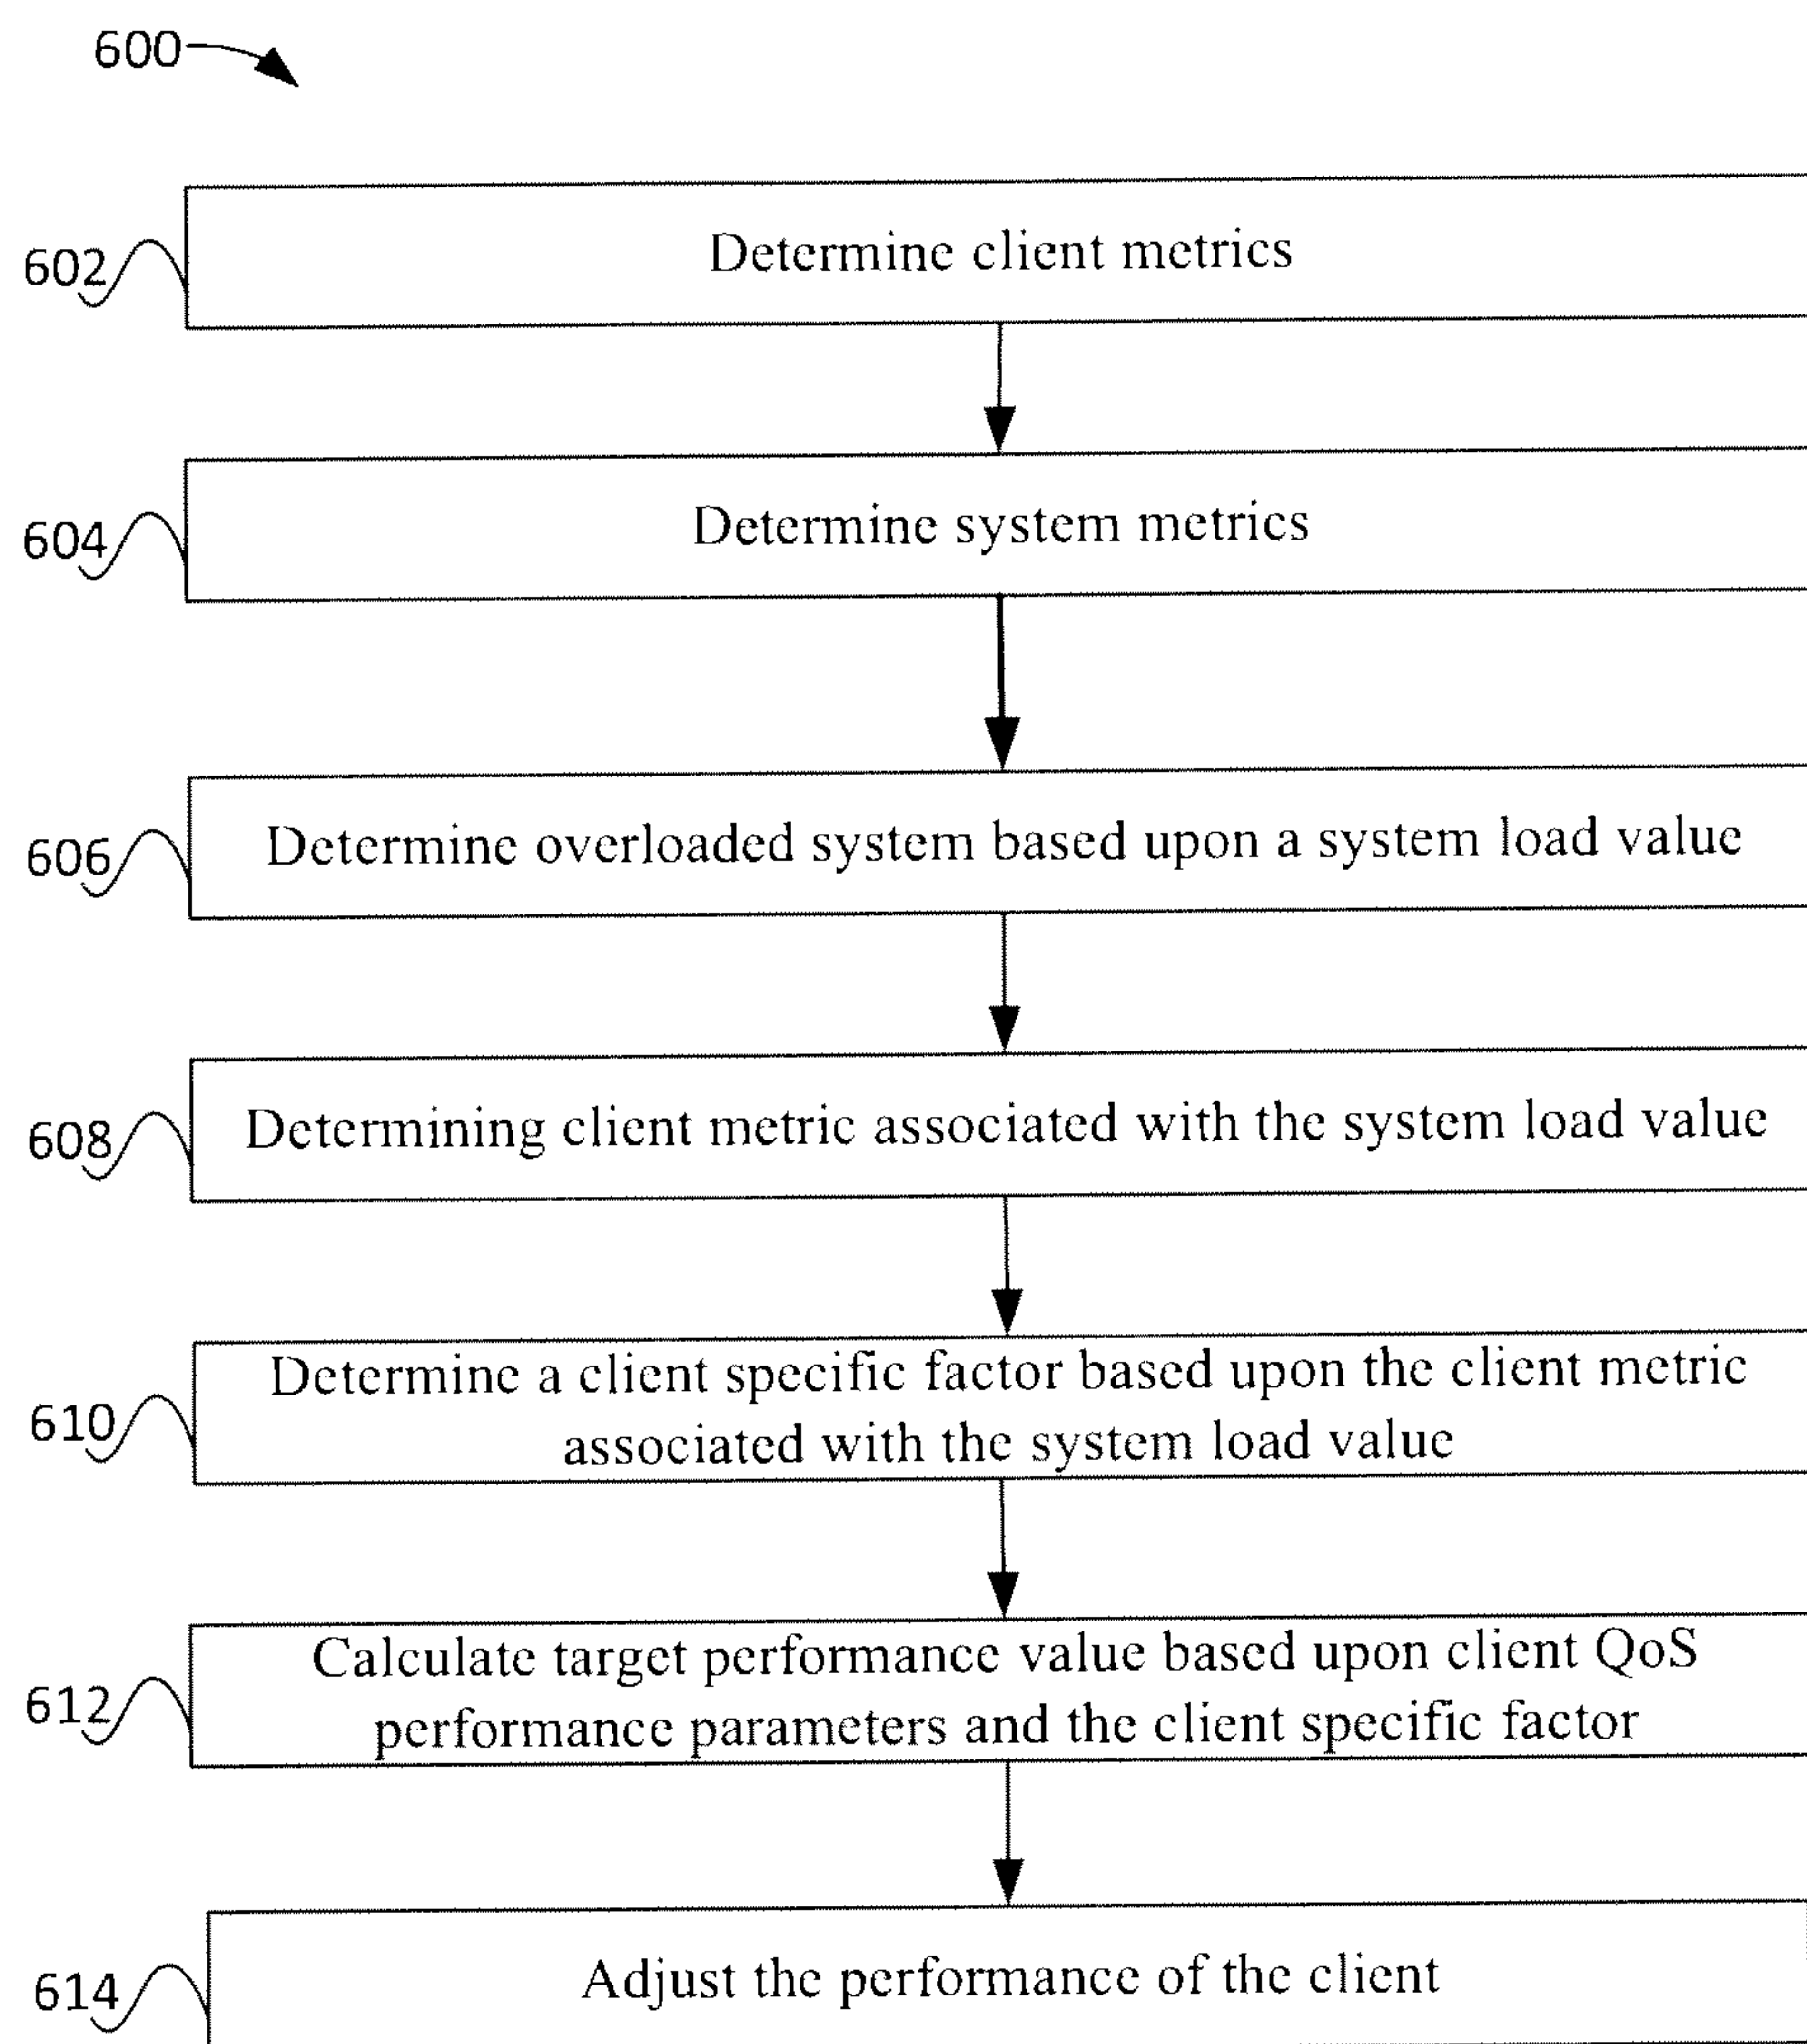 600
602
Determine client metrics
604
Determine system metrics
606
Determine overloaded system based upon a system load value
608
Determining client metric associated with the system load value
610
Determine a client specific factor based upon the client metric
associated with the system load value
612
Calculate target performance value based upon client QoS
performance parameters and the client specific factor
614
Adjust the performance of the client